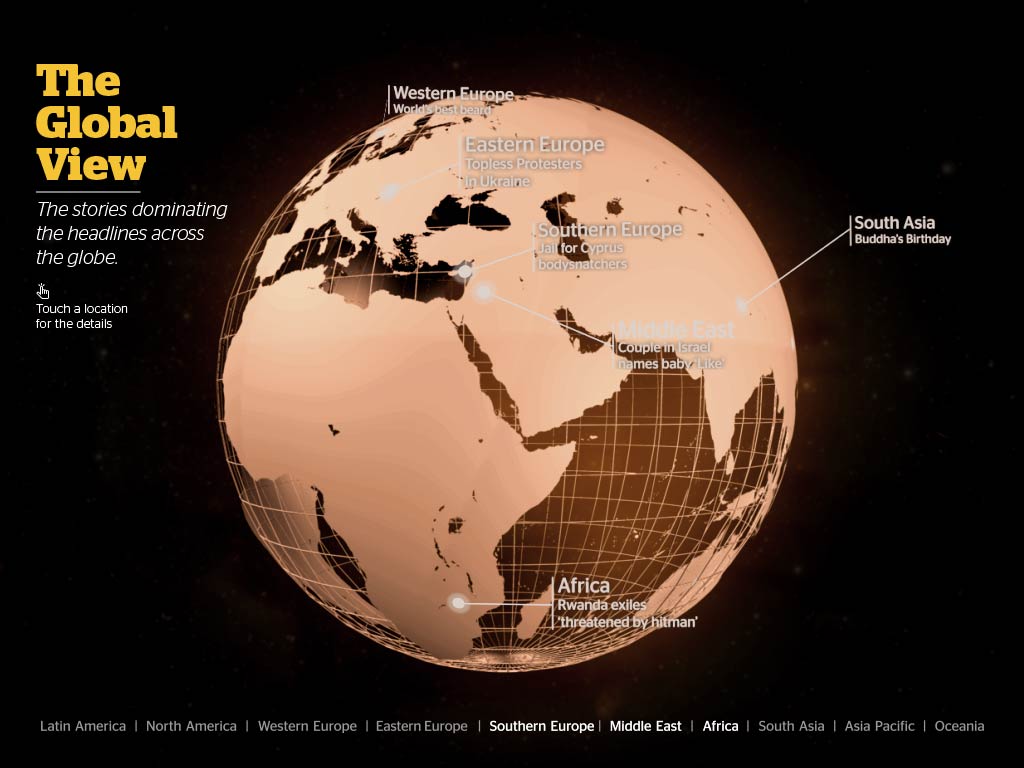 The
Global
View
The stories dominating
the headlines across
the globe.
Touch a location
for the details
Western Europe
World's best beard
Eastern Europe
Topless Protesters
in Ukraine
Southern Europe
Jail for Cyprus
bodysnatchers
South Asia
Buddha's Birthday
Middle East
Couple in Israel
names baby 'Like'
Africa
Rwanda exiles
'threatened by hitman'
Latin America | North America | Western Europe | Eastern Europe | Southern Europe | Middle East | Africa | South Asia | Asia Pacific | Oceania